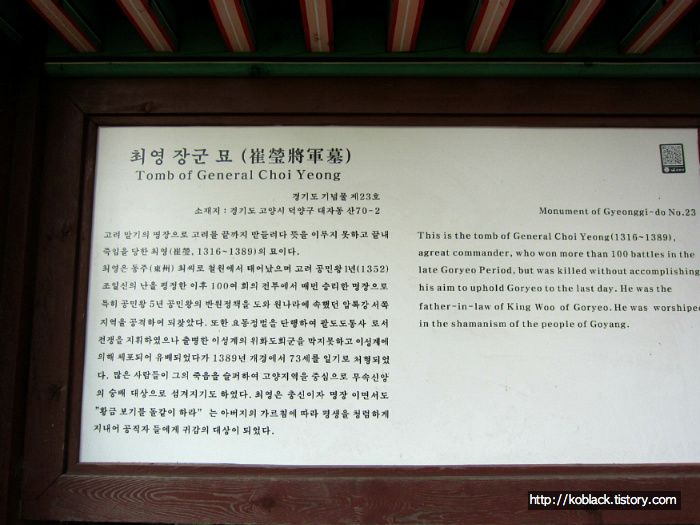 최영 장군 묘 (崔瑩將軍墓)
Tomb of General Choi Yeong
경기도 기념물 제23호
소재지 : 경기도 고양시 덕양구 대자동 산70-2
고려 말기의 명장으로 고려를 끝까지 받들려다 뜻을 이루지 못하고 끝내
죽임을 당한 최영(崔瑩, 1316~1389)의 묘이다.
최영은 동주(東州) 최씨로 철원에서 태어났으며 고려 공민왕1년(1352)
조일신의 난을 평정한 이후 100여 회의 전투에서 매번 승리한 명장으로
특히 공민왕 5년 공민왕의 반원정책을 도와 원나라에 속했던 압록강 서쪽
지역을 공격하여 되찾았다. 또한 요동정벌을 단행하여 팔도도통사 로서
전쟁을 지휘하였으나 출병한 이성계의 위화도회군을 막지못하고 이성계에
의해 체포되어 유배되었다가 1389년 개경에서 73세를 일기로 처형되었
다. 많은 사람들이 그의 죽음을 슬퍼하여 고양지역을 중심으로 무속신앙
의 숭배 대상으로 섬겨지기도 하였다. 최영은 충신이자 명장 이면서도
"황금 보기를 돌같이 하라" 는 아버지의 가르침에 따라 평생을 청렴하게
지내어 공직자 들에게 귀감의 대상이 되었다.
Monument of Gyeonggi-do No.23
This is the tomb of General Choi Yeong(1316~1389),
agreat commander, who won more than 100 battles in the
late Goryeo Period, but was killed without accomplishing
his aim to uphold Goryeo to the last day. He was the
father-in-law of King Woo of Goryeo. He was worshiped
in the shamanism of the people of Goyang.
http://koblack.tistory.com